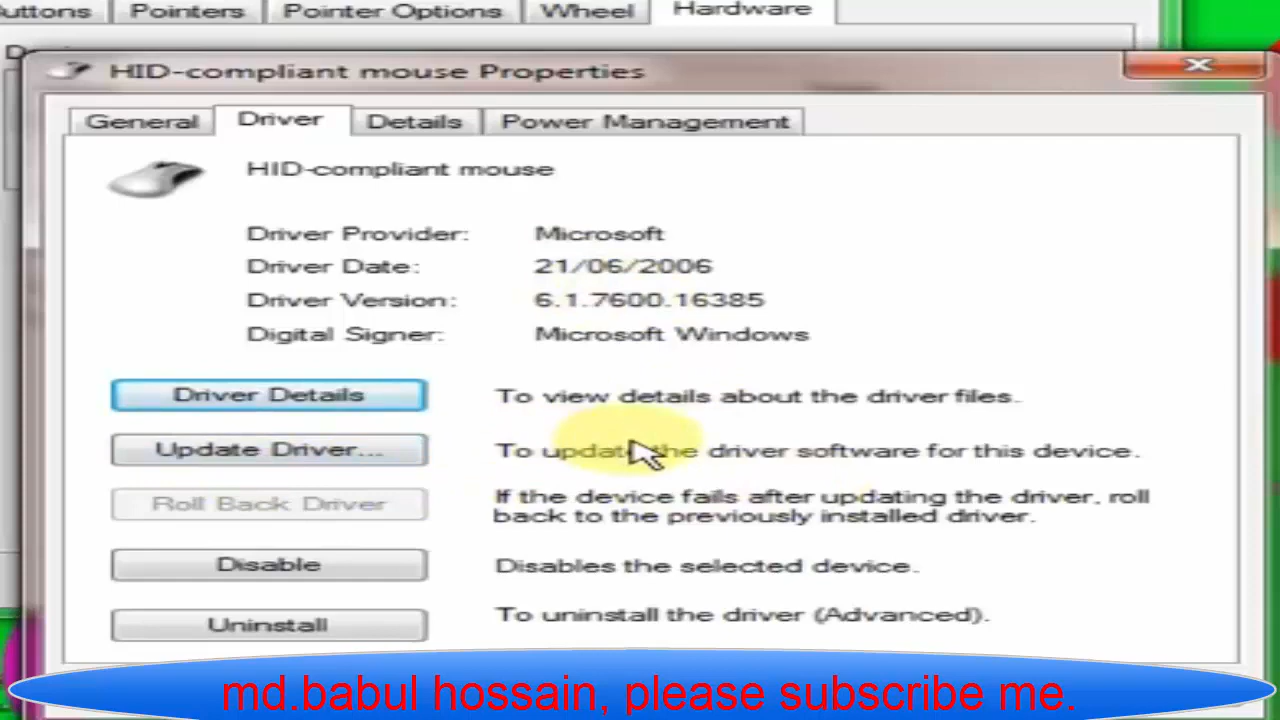 Pointers Pointer Options Wheel Hardware
HID-compliant mouse Properties
General Driver Details Power Management
HID-compliant mouse
Driver Provider: Microsoft
Driver Date: 21/06/2006
Driver Version: 6.1.7600.16385
Digital Signer: Microsoft Windows
Driver Details To view details about the driver files.
Update Driver... To update the driver software for this device.
Roll Back Driver If the device fails after updating the driver, roll
back to the previously installed driver.
Disable Disables the selected device.
Uninstall To uninstall the driver (Advanced).
md.babul hossain, please subscribe me.